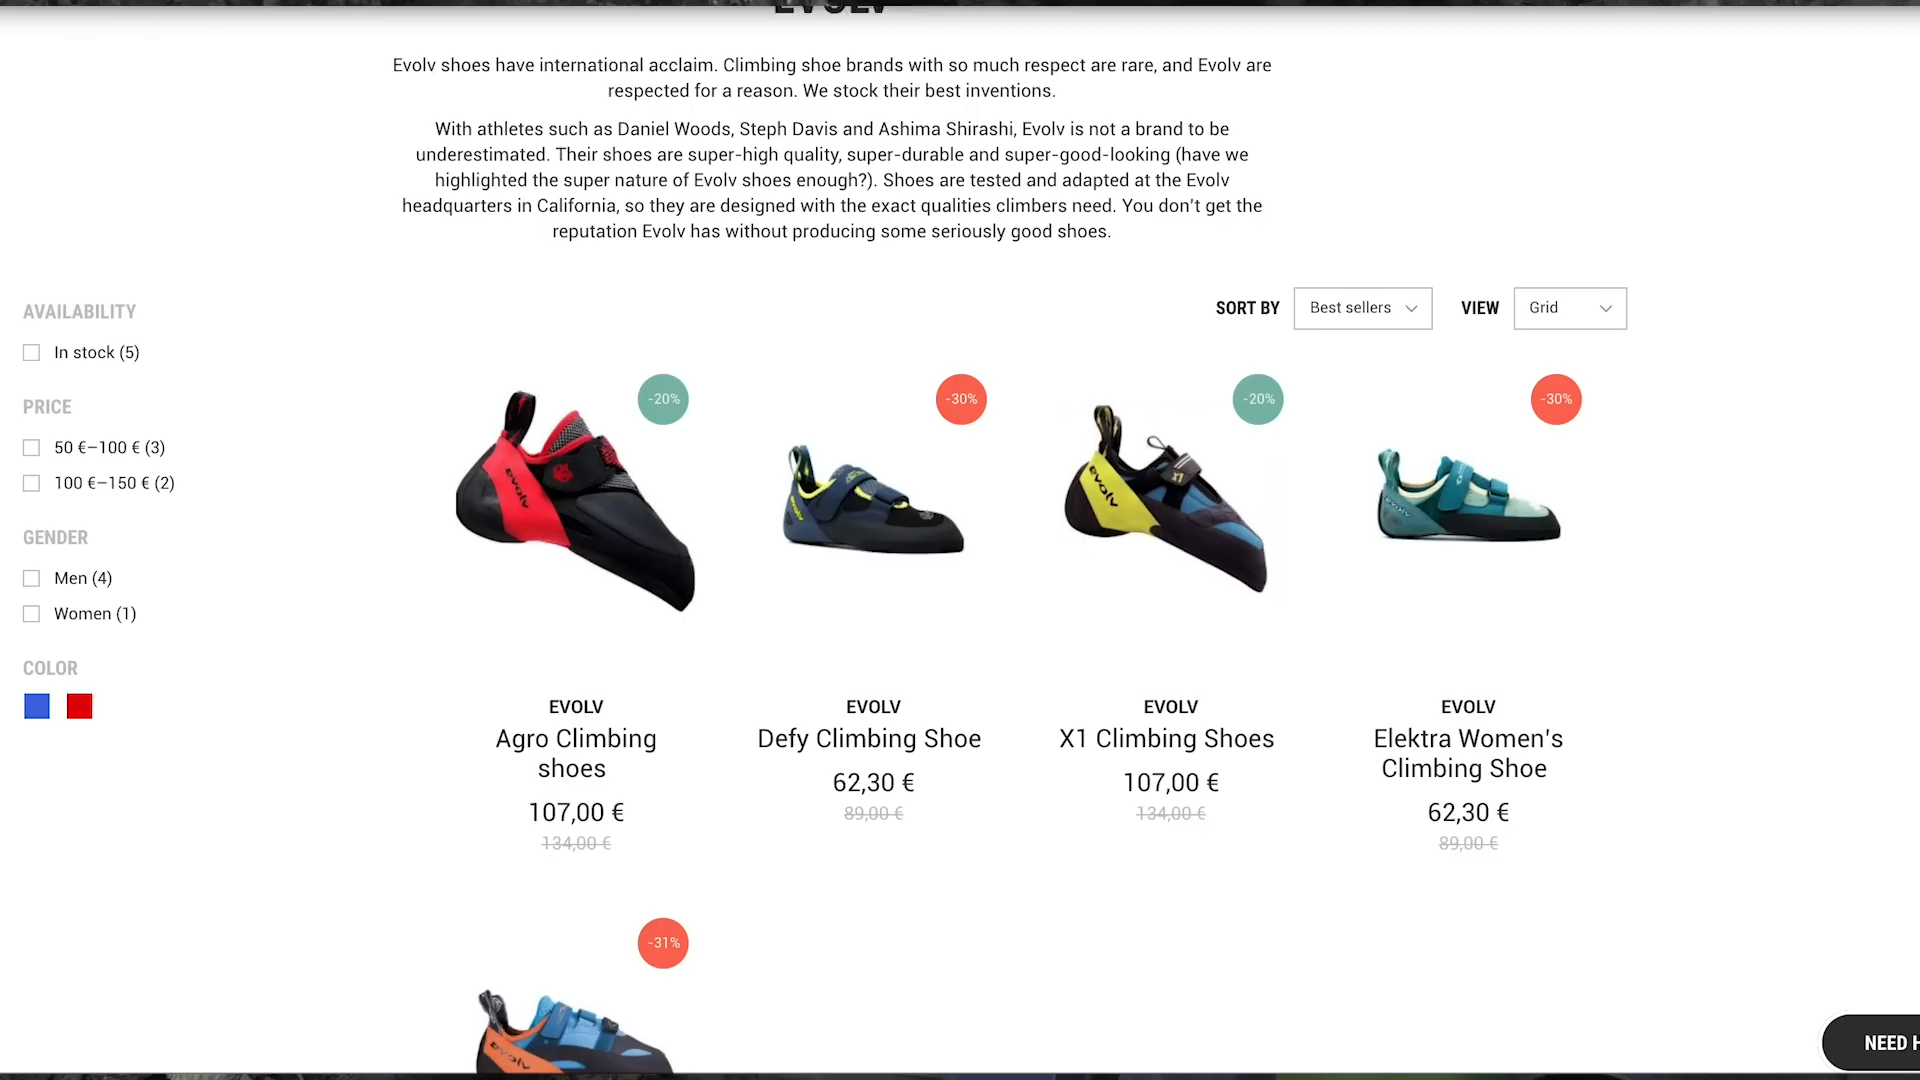 EVOLV
Evolv shoes have international acclaim. Climbing shoe brands with so much respect are rare, and Evolv are
respected for a reason. We stock their best inventions.
With athletes such as Daniel Woods, Steph Davis and Ashima Shirashi, Evolv is not a brand to be
underestimated. Their shoes are super-high quality, super-durable and super-good-looking (have we
highlighted the super nature of Evolv shoes enough?). Shoes are tested and adapted at the Evolv
headquarters in California, so they are designed with the exact qualities climbers need. You don't get the
reputation Evolv has without producing some seriously good shoes.
SORT BY Best sellers VIEW Grid
AVAILABILITY
In stock (5)
PRICE
50 €–100 € (3)
100 €–150 € (2)
GENDER
Men (4)
Women (1)
COLOR
-20%
evolv
EVOLV
Agro Climbing
shoes
107,00 €
134,00 €
-30%
evolv
EVOLV
Defy Climbing Shoe
62,30 €
89,00 €
-20%
evolv
X1
EVOLV
X1 Climbing Shoes
107,00 €
134,00 €
-30%
evolv
EVOLV
Elektra Women's
Climbing Shoe
62,30 €
89,00 €
-31%
evolv
NEED H